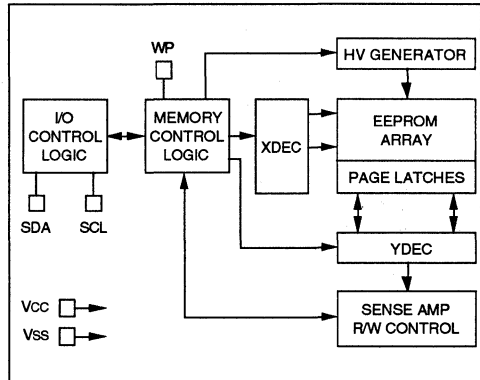 WP
HV GENERATOR
I/O
CONTROL
LOGIC
MEMORY
CONTROL
LOGIC
XDEC
EEPROM
ARRAY
PAGE LATCHES
SDA
SCL
YDEC
VCC
VSS
SENSE AMP
R/W CONTROL